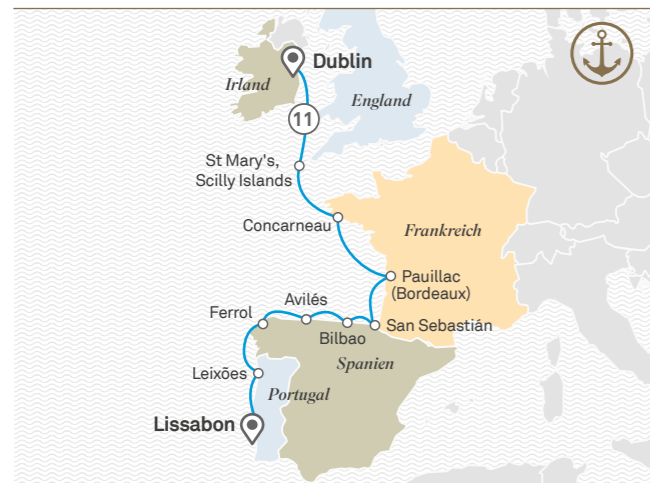 Dublin
Irland
England
11
St Mary's,
Scilly Islands
Concarneau
Frankreich
Pauillac
(Bordeaux)
Avilés
Ferrol
San Sebastián
Bilbao
Spanien
Leixões
Portugal
Lissabon